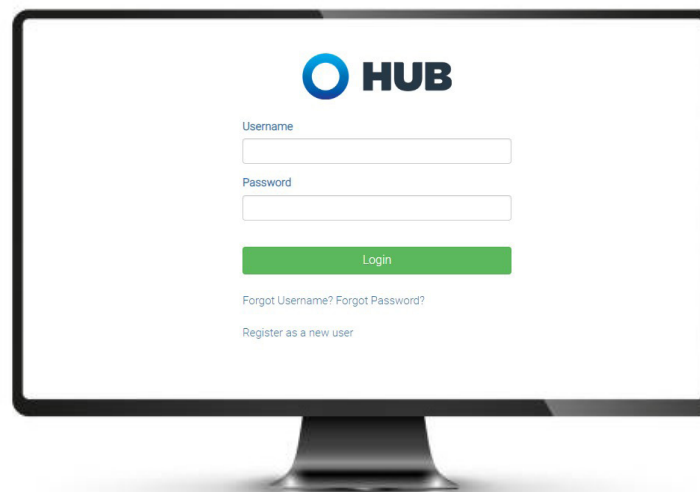 HUB
Username
Password
Login
Forgot Username? Forgot Password?
Register as a new user